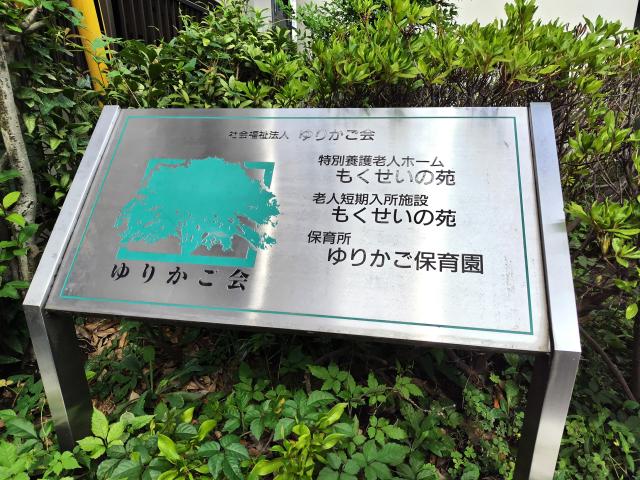 社会福祉法人 ゆりかご会
特別養護老人ホーム
もくせいの苑
老人短期入所施設
もくせいの苑
保育所
ゆりかご保育園
ゆりかご会